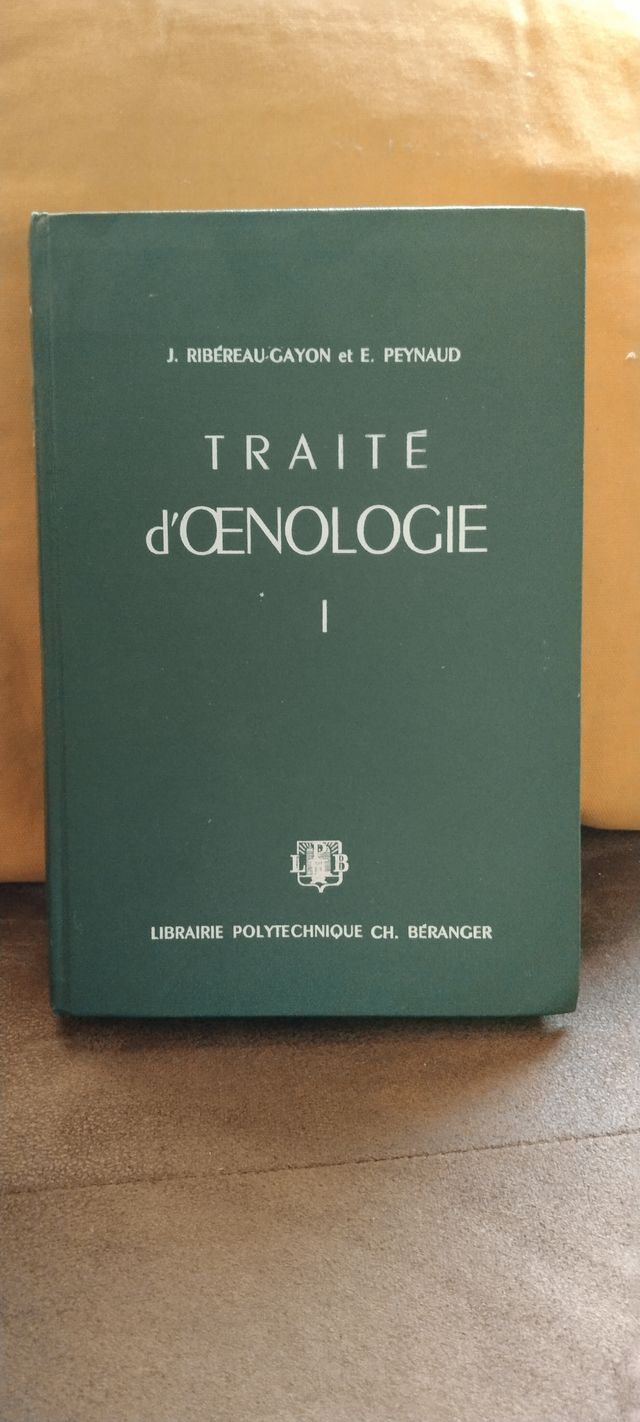 J. RIBÉREAU-GAYON et E. PEYNAUD
TRAITÉ
d'ŒNOLOGIE
I
L P B
LIBRAIRIE POLYTECHNIQUE CH. BÉRANGER